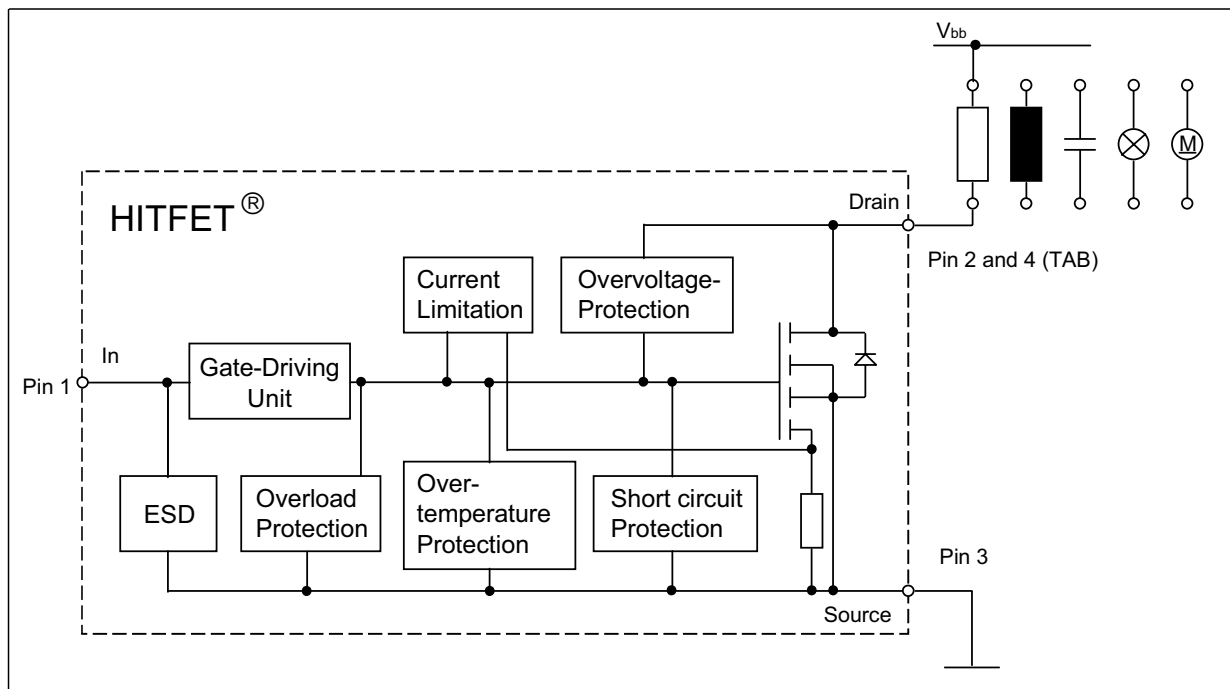 Vbb
HITFET ®
Drain
Pin 2 and 4 (TAB)
Current
Limitation
Overvoltage-
Protection
In
Pin 1
Gate-Driving
Unit
ESD
Overload
Protection
Over-
temperature
Protection
Short circuit
Protection
Pin 3
Source
M